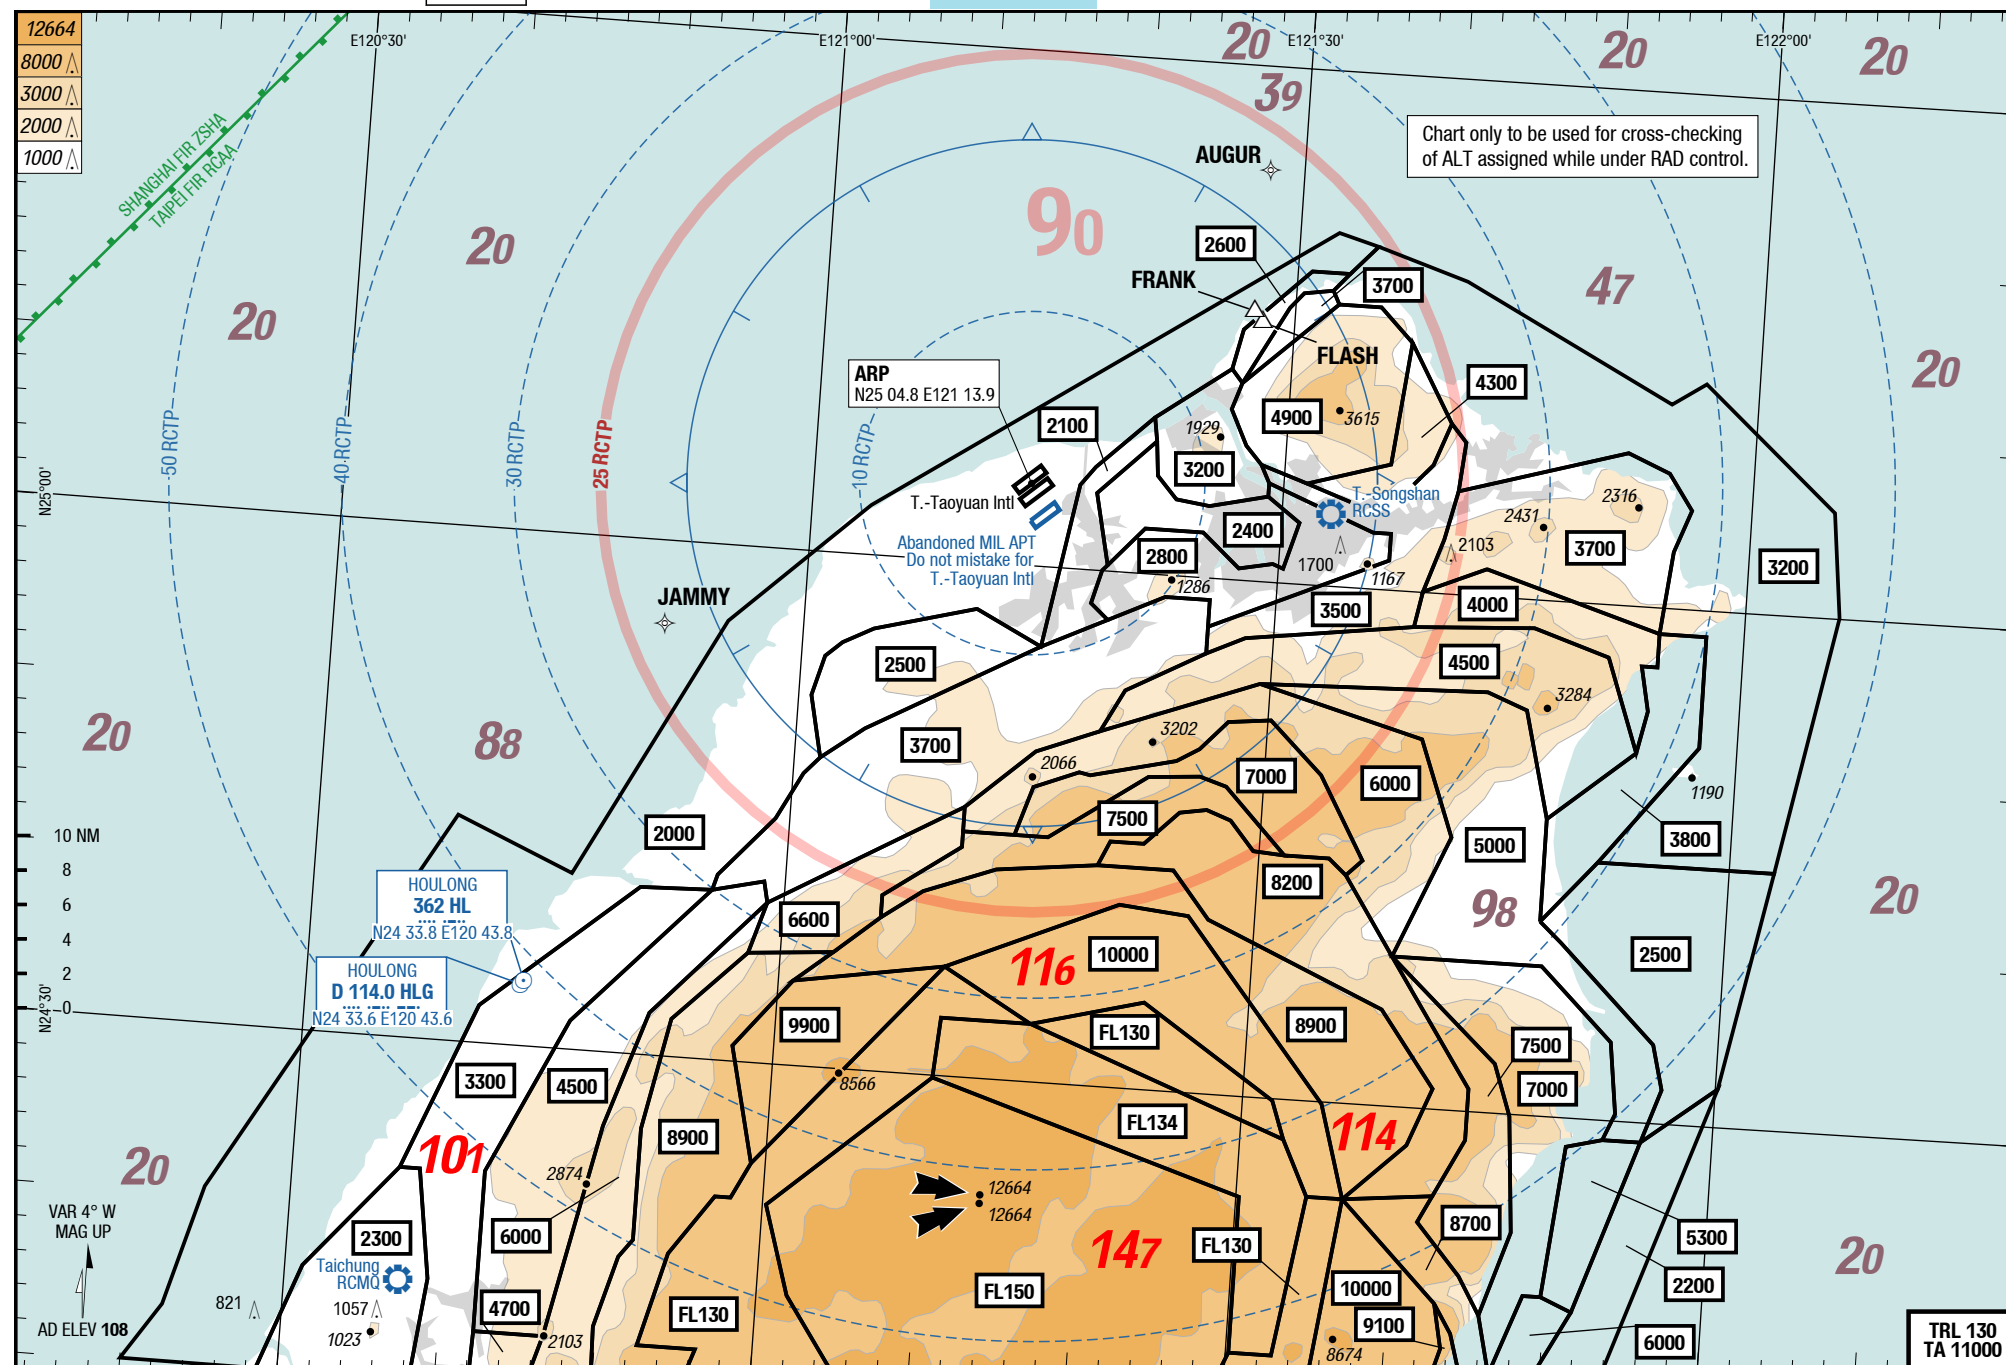 12664
8000
3000
2000
1000
E120°30'
E121°00'
E121°30'
E122°00'
20
39
20
20
SHANGHAI FIR ZSHA
TAIPEI FIR RCAA
Chart only to be used for cross-checking
of ALT assigned while under RAD control.
AUGUR
90
20
2600
FRANK
3700
47
20
FLASH
ARP
N25 04.8 E121 13.9
4300
20
2100
4900
3615
1929
3200
50 RCTP
40 RCTP
30 RCTP
25 RCTP
10 RCTP
N25°00'
T.-Taoyuan Intl
T.-Songshan
RCSS
2316
2431
2400
3700
Abandoned MIL APT
Do not mistake for
T.-Taoyuan Intl
2800
1700
2103
3200
1286
1167
JAMMY
3500
4000
2500
4500
3284
20
88
3700
3202
2066
7000
6000
1190
2000
7500
5000
3800
10 NM
8
6
4
2
0
HOULONG
362 HL
N24 33.8 E120 43.8
6600
8200
98
20
HOULONG
D 114.0 HLG
N24 33.6 E120 43.6
116
10000
2500
N24°30'
9900
FL130
8900
7500
7000
3300
4500
8566
101
8900
FL134
114
20
2874
12664
12664
VAR 4° W
MAG UP
2300
6000
147
FL130
8700
5300
20
Taichung
RCMQ
FL150
10000
2200
821
1057
4700
FL130
AD ELEV 108
1023
2103
9100
8674
6000
TRL 130
TA 11000